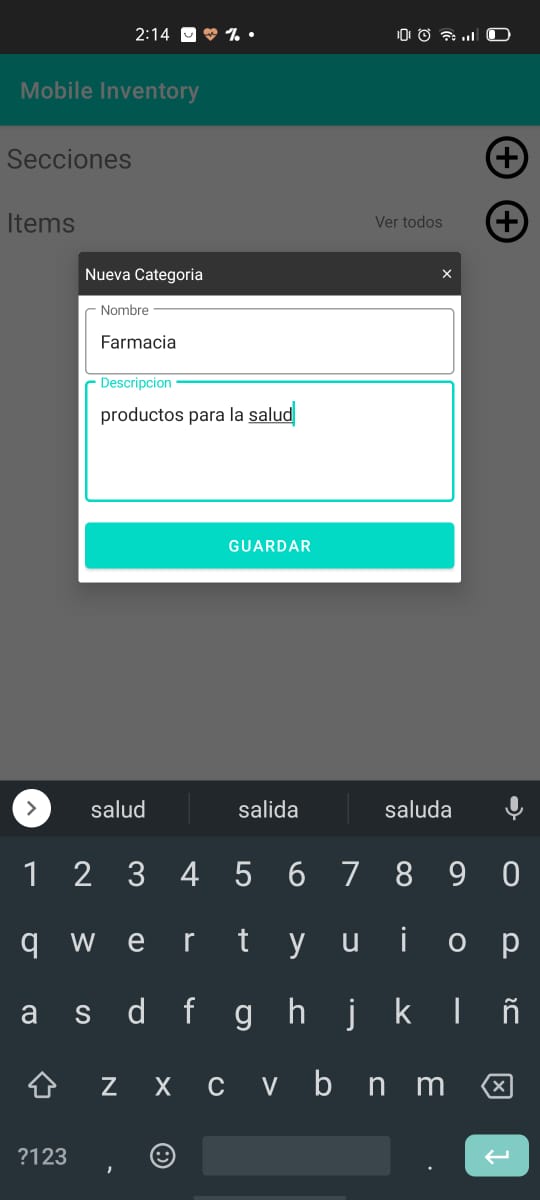 2:14
Mobile Inventory
Secciones
Items Ver todos
Nueva Categoria ×
Nombre
Farmacia
Descripcion
productos para la salud
GUARDAR
salud salida saluda
1 2 3 4 5 6 7 8 9 0
q w e r t y u i o p
a s d f g h j k l ñ
z x c v b n m
?123 , .